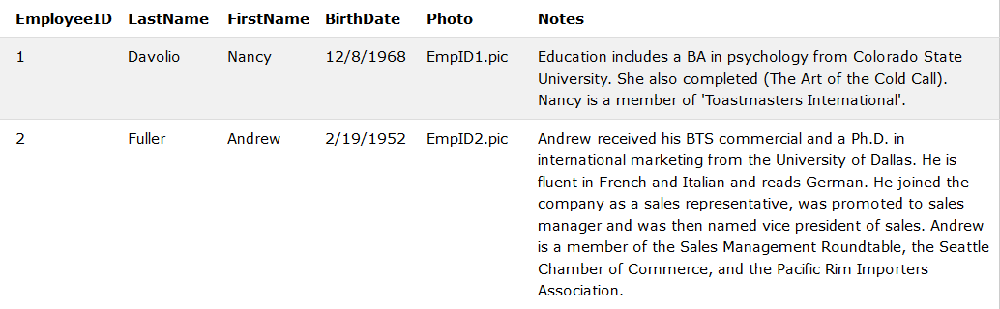 EmployeeID LastName FirstName BirthDate Photo Notes
1 Davolio Nancy 12/8/1968 EmpID1.pic Education includes a BA in psychology from Colorado State
University. She also completed (The Art of the Cold Call).
Nancy is a member of 'Toastmasters International'.
2 Fuller Andrew 2/19/1952 EmpID2.pic Andrew received his BTS commercial and a Ph.D. in
international marketing from the University of Dallas. He is
fluent in French and Italian and reads German. He joined the
company as a sales representative, was promoted to sales
manager and was then named vice president of sales. Andrew
is a member of the Sales Management Roundtable, the Seattle
Chamber of Commerce, and the Pacific Rim Importers
Association.